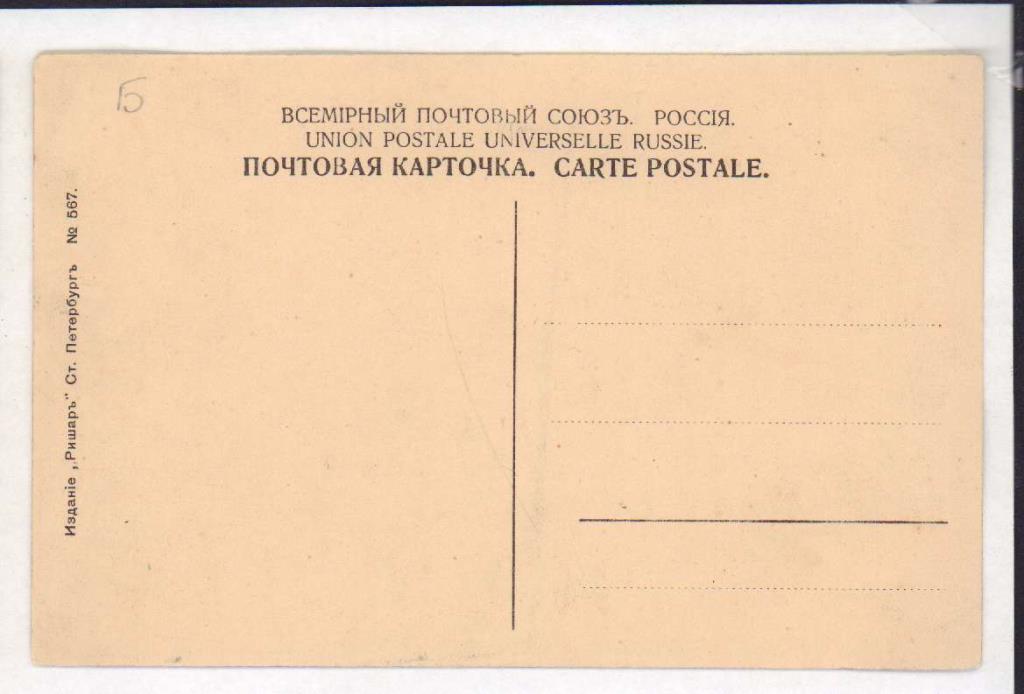 Б
ВСЕМІРНЫЙ ПОЧТОВЫЙ СОЮЗЪ. РОССІЯ.
UNION POSTALE UNIVERSELLE RUSSIE.
ПОЧТОВАЯ КАРТОЧКА. CARTE POSTALE.
Изданіе „Ришаръ" Ст. Петербургъ № 567.